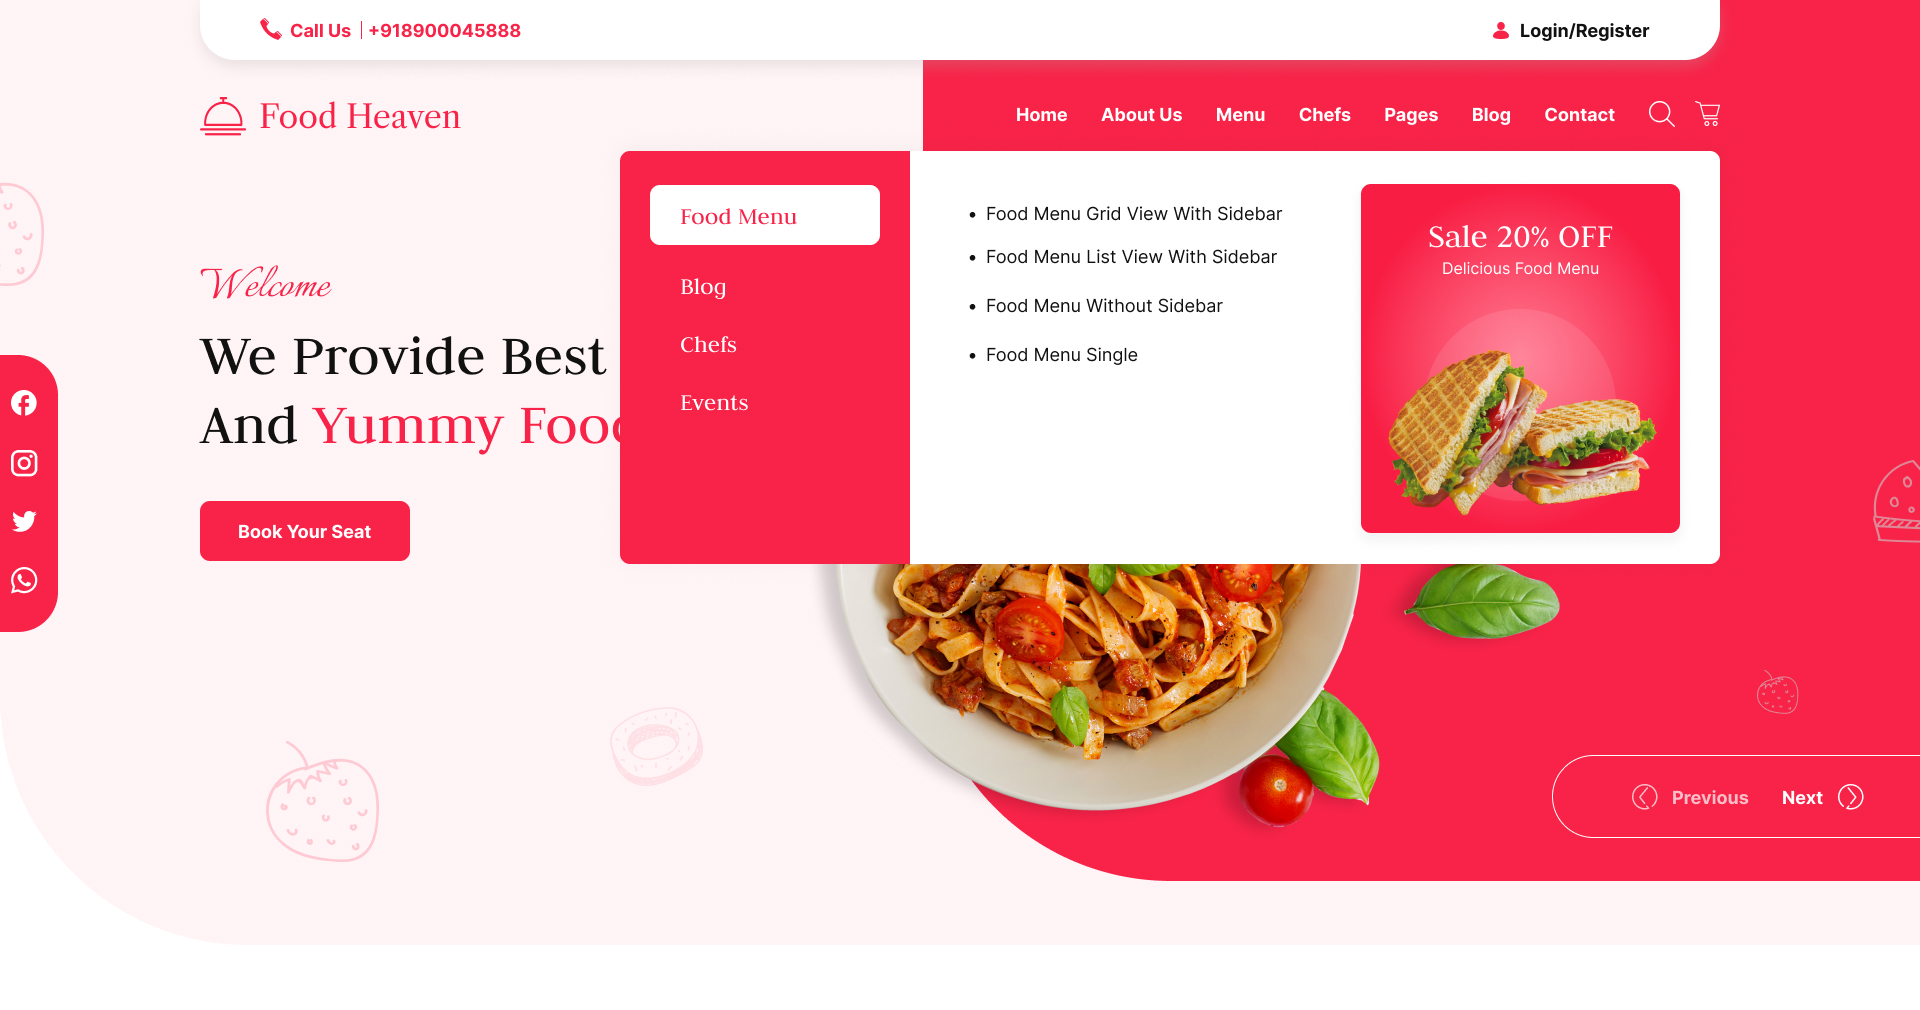 Call Us | +918900045888
Login/Register
Food Heaven
Home About Us Menu Chefs Pages Blog Contact
Food Menu
Blog
Chefs
Events
• Food Menu Grid View With Sidebar
• Food Menu List View With Sidebar
• Food Menu Without Sidebar
• Food Menu Single
Sale 20% OFF
Delicious Food Menu
Welcome
We Provide Best
And Yummy Foo
Book Your Seat
Previous Next